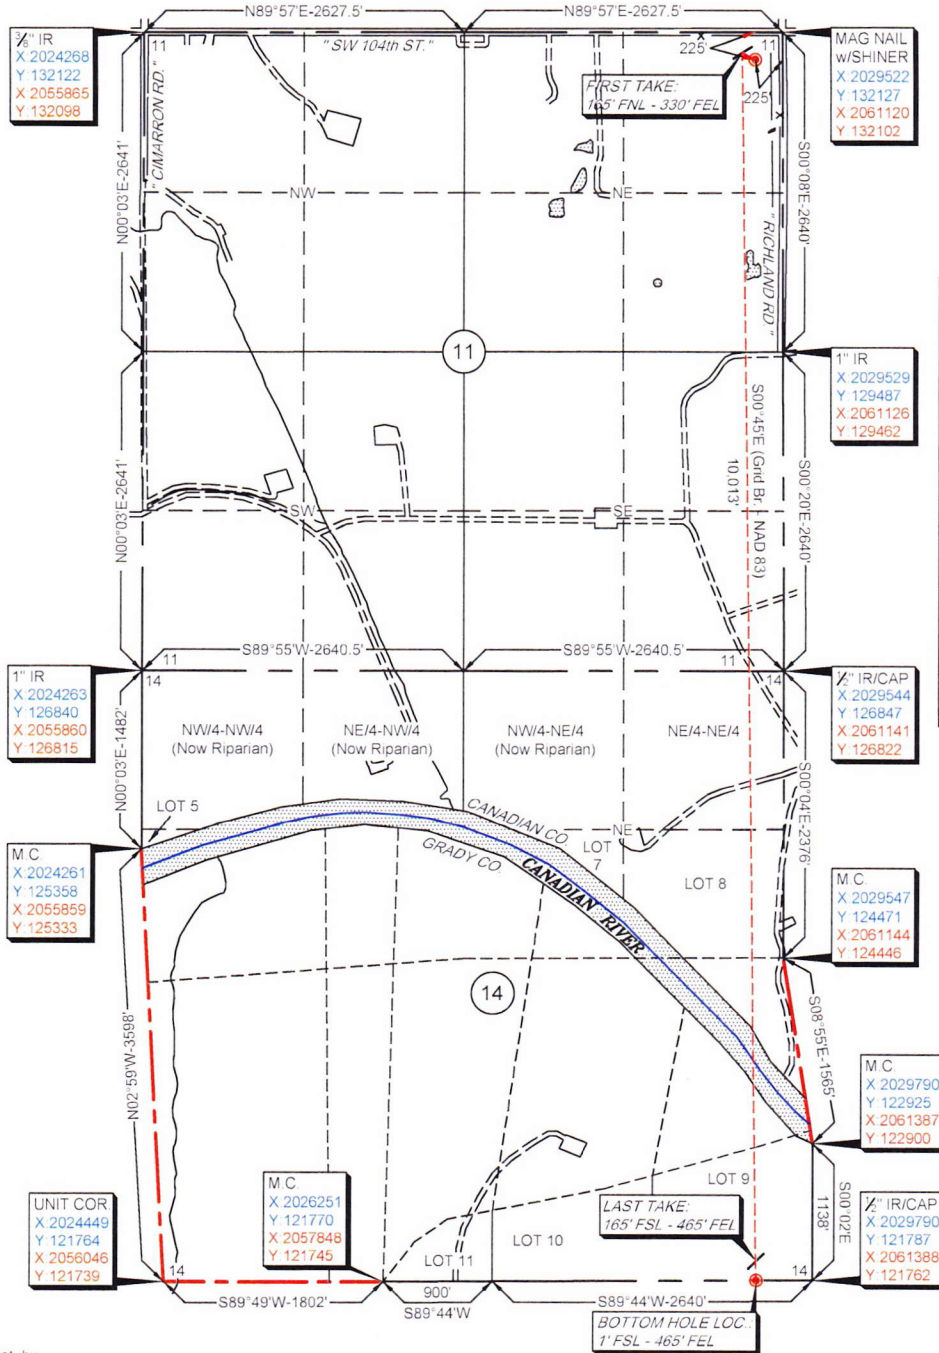 N89°57'E-2627.5'
N89°57'E-2627.5'
3/8" IR
X:2024268
Y:132122
X:2055865
Y:132098
11
"SW 104th ST."
225'
11
MAG NAIL
w/SHINER
X:2029522
Y:132127
X:2061120
Y:132102
FIRST TAKE:
165' FNL - 330' FEL
225'
"CIMARRON RD."
N00°03'E-2641'
NW
NE
S00°08'E-2640'
"RICHLAND RD."
11
1" IR
X:2029529
Y:129487
X:2061126
Y:129462
S00°45'E (Grid Br. - NAD 83)
10,013'
N00°03'E-2641'
SW
SE
S00°20'E-2640'
S89°55'W-2640.5'
S89°55'W-2640.5'
11
14
11
14
1" IR
X:2024263
Y:126840
X:2055860
Y:126815
1/2" IR/CAP
X:2029544
Y:126847
X:2061141
Y:126822
N00°03'E-1482'
NW/4-NW/4
(Now Riparian)
NE/4-NW/4
(Now Riparian)
NW/4-NE/4
(Now Riparian)
NE/4-NE/4
S00°04'E-2376'
LOT 5
CANADIAN CO.
GRADY CO.
CANADIAN RIVER
NE
LOT
7
LOT 8
M.C.
X:2024261
Y:125358
X:2055859
Y:125333
M.C.
X:2029547
Y:124471
X:2061144
Y:124446
14
N02°59'W-3598'
S08°55'E-1565'
M.C.
X:2029790
Y:122925
X:2061387
Y:122900
UNIT COR.
X:2024449
Y:121764
X:2056046
Y:121739
M.C.
X:2026251
Y:121770
X:2057848
Y:121745
LOT 9
LAST TAKE:
165' FSL - 465' FEL
S00°02'E
1138'
1/2" IR/CAP
X:2029790
Y:121787
X:2061388
Y:121762
LOT 10
LOT 11
14
14
S89°49'W-1802'
900'
S89°44'W
S89°44'W-2640'
BOTTOM HOLE LOC.:
1' FSL - 465' FEL